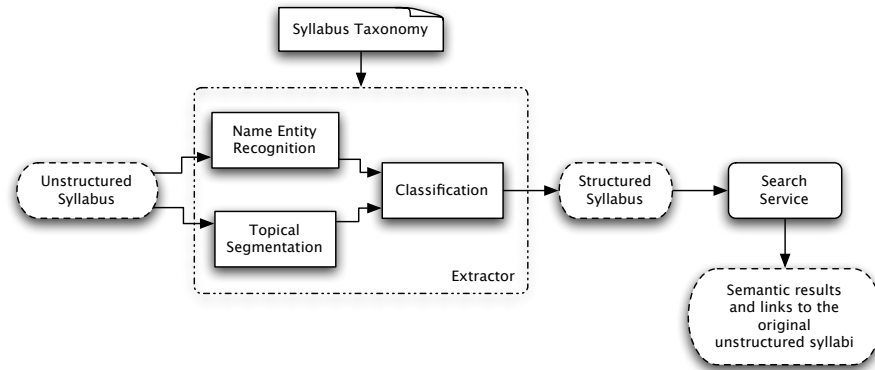 Syllabus Taxonomy
Name Entity
Recognition
Unstructured
Syllabus
Classification
Structured
Syllabus
Search
Service
Topical
Segmentation
Extractor
Semantic results
and links to the
original
unstructured syllabi